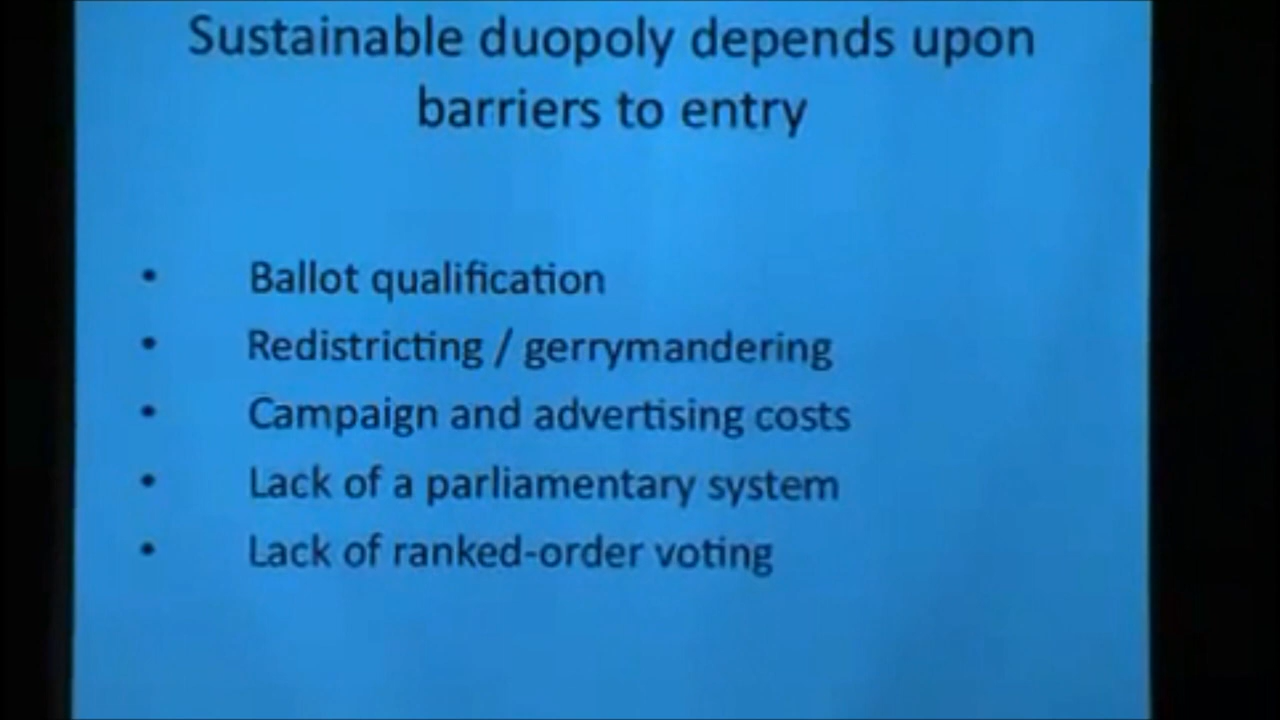 Sustainable duopoly depends upon
barriers to entry
• Ballot qualification
• Redistricting / gerrymandering
• Campaign and advertising costs
• Lack of a parliamentary system
• Lack of ranked-order voting